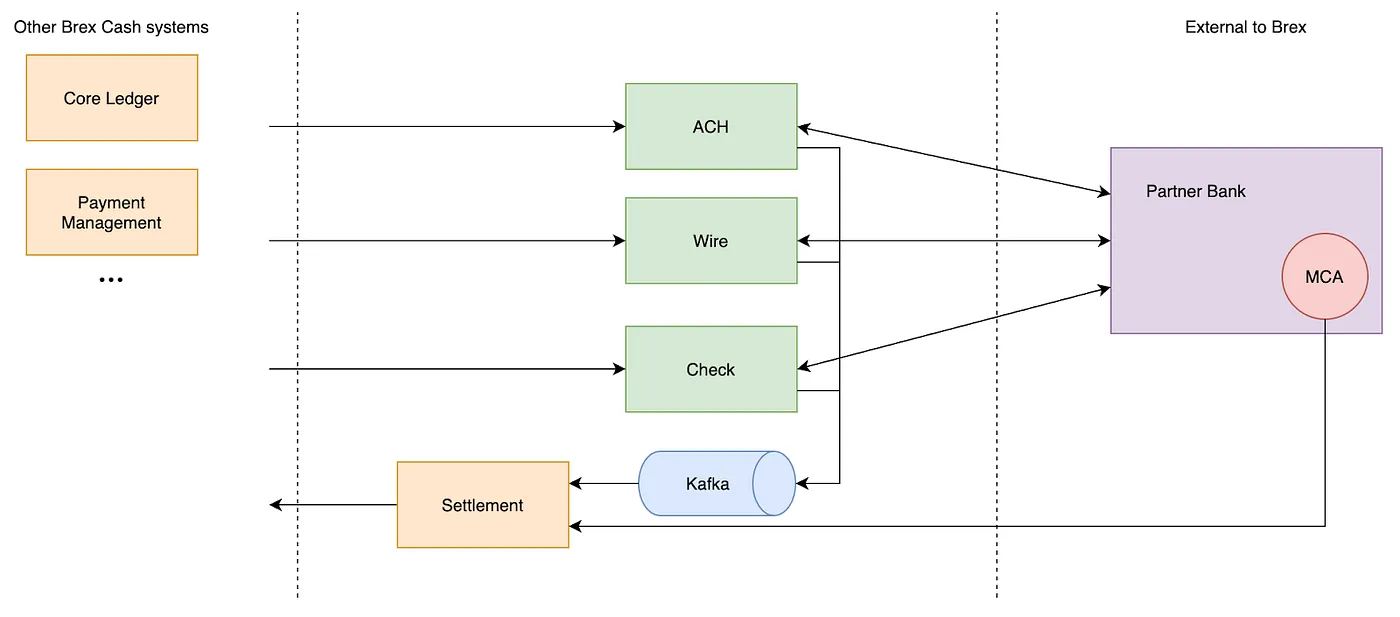 Other Brex Cash systems
External to Brex
Core Ledger
ACH
Payment
Management
Partner Bank
Wire
MCA
...
Check
Kafka
Settlement